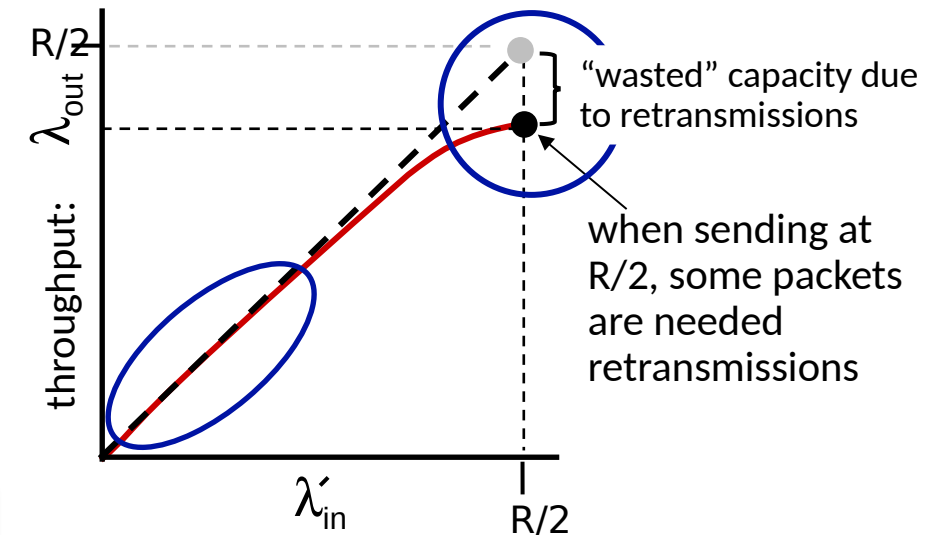 R/2
“wasted” capacity due
to retransmissions
throughput: λout
when sending at
R/2, some packets
are needed
retransmissions
λ′in
R/2